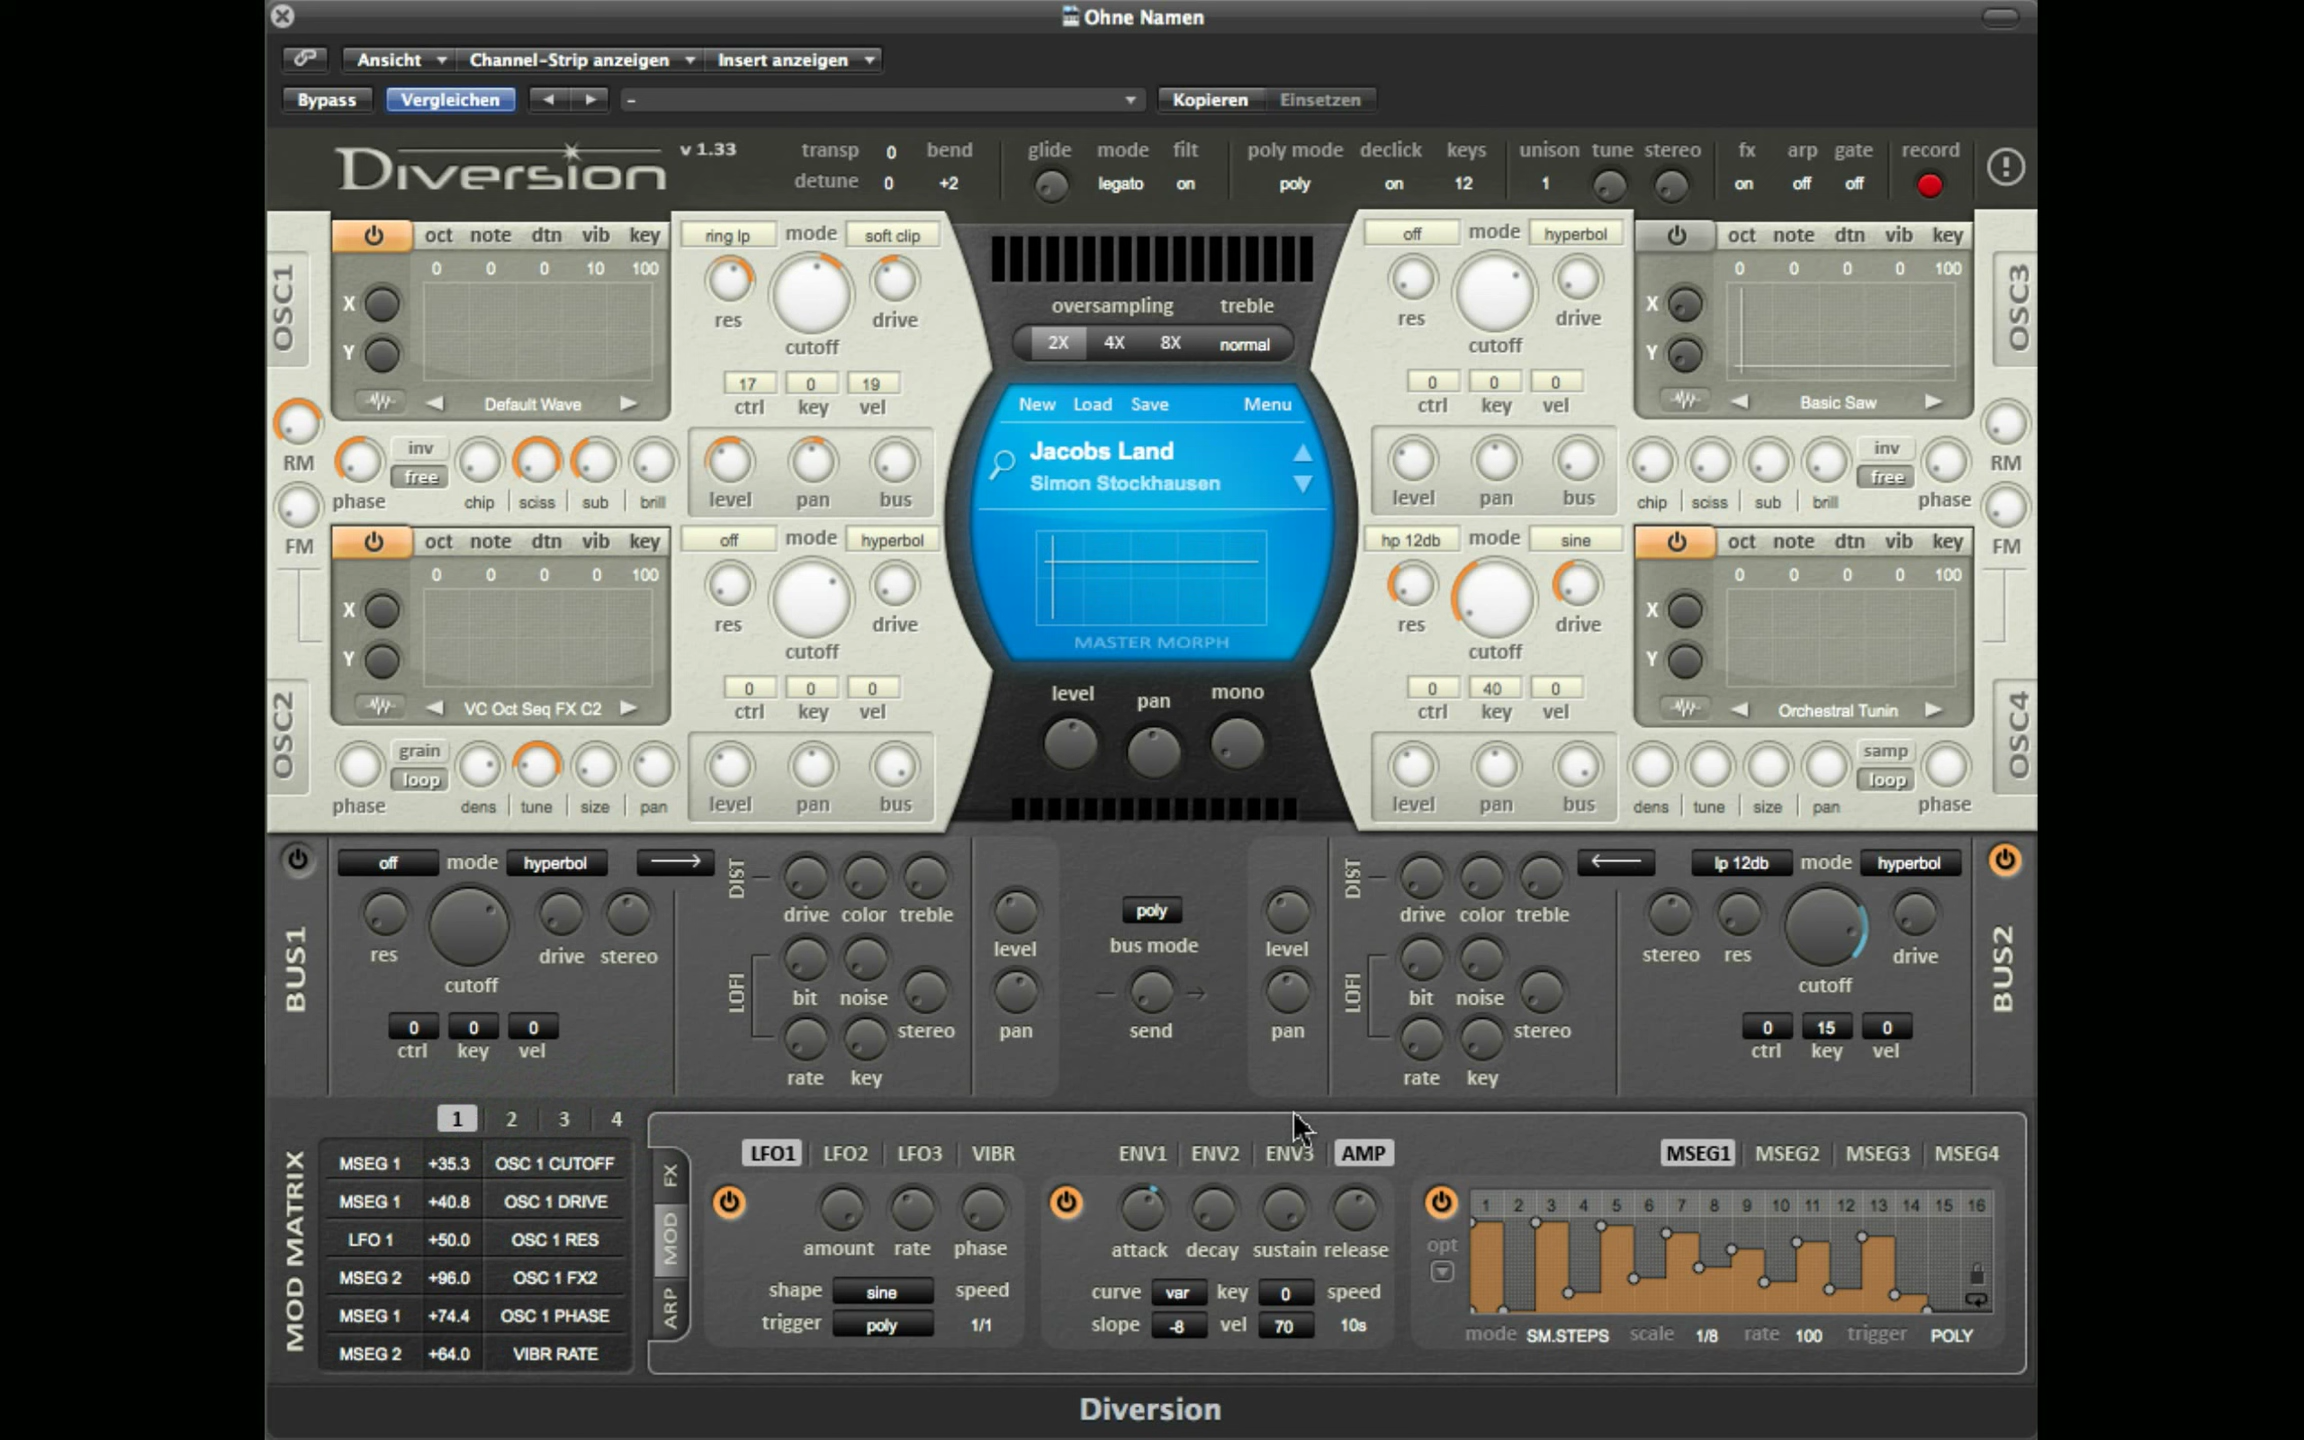 Ohne Namen
Ansicht Channel-Strip anzeigen Insert anzeigen
Bypass Vergleichen - Kopieren Einsetzen
Diversion v 1.33
transp 0 bend glide mode filt poly mode declick keys unison tune stereo fx arp gate record
detune 0 +2 legato on poly on 12 1 on off off
OSC1
oct note dtn vib key
0 0 0 10 100
X
Y
Default Wave
ring lp mode soft clip
res cutoff drive
17 0 19
ctrl key vel
RM
FM
phase inv free chip sciss sub brill
level pan bus
OSC2
oct note dtn vib key
0 0 0 0 100
X
Y
VC Oct Seq FX C2
off mode hyperbol
res cutoff drive
0 0 0
ctrl key vel
phase grain loop dens tune size pan
level pan bus
oversampling treble
2X 4X 8X normal
New Load Save Menu
Jacobs Land
Simon Stockhausen
MASTER MORPH
level pan mono
off mode hyperbol
res cutoff drive
0 0 0
ctrl key vel
level pan bus
OSC3
oct note dtn vib key
0 0 0 0 100
X
Y
Basic Saw
chip sciss sub brill inv free phase
RM
FM
hp 12db mode sine
res cutoff drive
0 40 0
ctrl key vel
level pan bus
OSC4
oct note dtn vib key
0 0 0 0 100
X
Y
Orchestral Tunin
dens tune size pan samp loop phase
BUS1
off mode hyperbol
res cutoff drive stereo
0 0 0
ctrl key vel
DIST
drive color treble
LOFI
bit noise stereo
rate key
level
pan
poly
bus mode
send
level
pan
DIST
drive color treble
LOFI
bit noise stereo
rate key
BUS2
lp 12db mode hyperbol
stereo res cutoff drive
0 15 0
ctrl key vel
MOD MATRIX
1 2 3 4
MSEG 1 +35.3 OSC 1 CUTOFF
MSEG 1 +40.8 OSC 1 DRIVE
LFO 1 +50.0 OSC 1 RES
MSEG 2 +96.0 OSC 1 FX2
MSEG 1 +74.4 OSC 1 PHASE
MSEG 2 +64.0 VIBR RATE
FX
MOD
ARP
LFO1 LFO2 LFO3 VIBR
amount rate phase
shape sine speed
trigger poly 1/1
ENV1 ENV2 ENV3 AMP
attack decay sustain release
curve var key 0 speed
slope -8 vel 70 10s
MSEG1 MSEG2 MSEG3 MSEG4
1 2 3 4 5 6 7 8 9 10 11 12 13 14 15 16
opt
mode SM.STEPS scale 1/8 rate 100 trigger POLY
Diversion